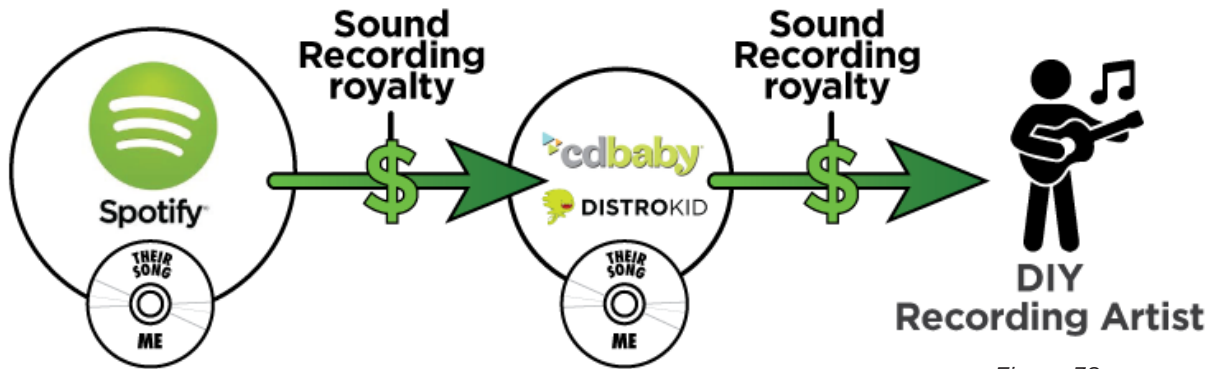 Sound
Recording
royalty
Spotify
THEIR
SONG
ME
cdbaby
DISTROKID
THEIR
SONG
ME
Sound
Recording
royalty
$
$
DIY
Recording Artist